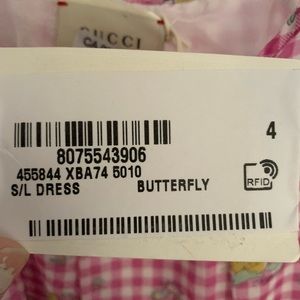 GUCCI
4
8075543906
455844 XBA74 5010
S/L DRESS BUTTERFLY
RFID